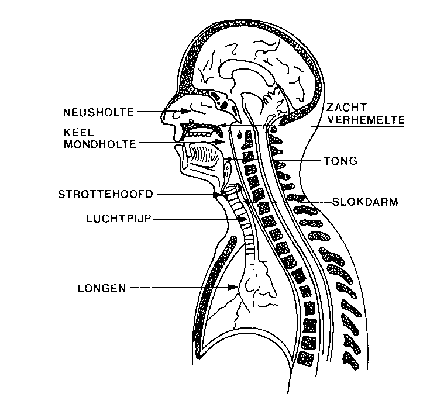 NEUSHOLTE
KEEL
MONDHOLTE
STROTTEHOOFD
LUCHTPIJP
LONGEN
ZACHT
VERHEMELTE
TONG
SLOKDARM